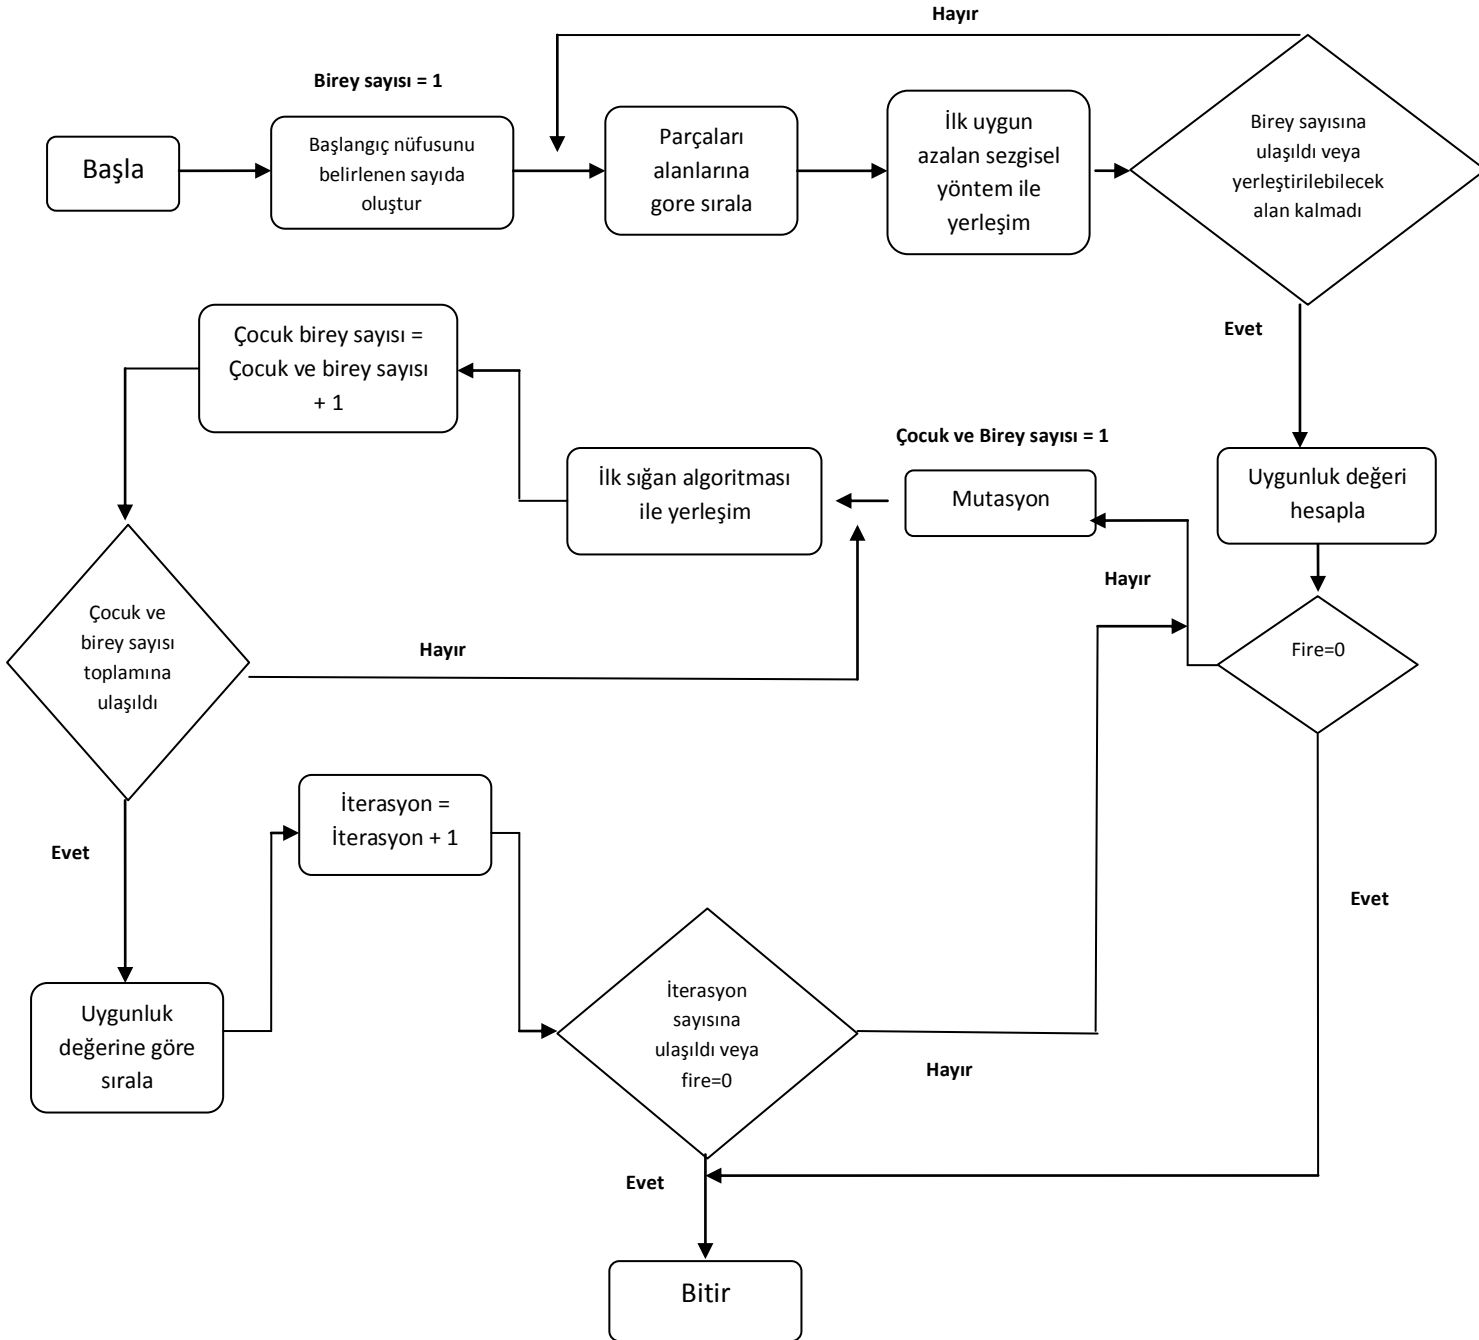 Hayır
Birey sayısı = 1
Başla
Başlangıç nüfusunu
belirlenen sayıda
oluştur
Parçaları
alanlarına
gore sırala
İlk uygun
azalan sezgisel
yöntem ile
yerleşim
Birey sayısına
ulaşıldı veya
yerleştirilebilecek
alan kalmadı
Evet
Çocuk birey sayısı =
Çocuk ve birey sayısı
+ 1
İlk sığan algoritması
ile yerleşim
Çocuk ve Birey sayısı = 1
Mutasyon
Uygunluk değeri
hesapla
Hayır
Fire=0
Çocuk ve
birey sayısı
toplamına
ulaşıldı
Hayır
Evet
İterasyon =
İterasyon + 1
Evet
Uygunluk
değerine göre
sırala
İterasyon
sayısına
ulaşıldı veya
fire=0
Hayır
Evet
Bitir